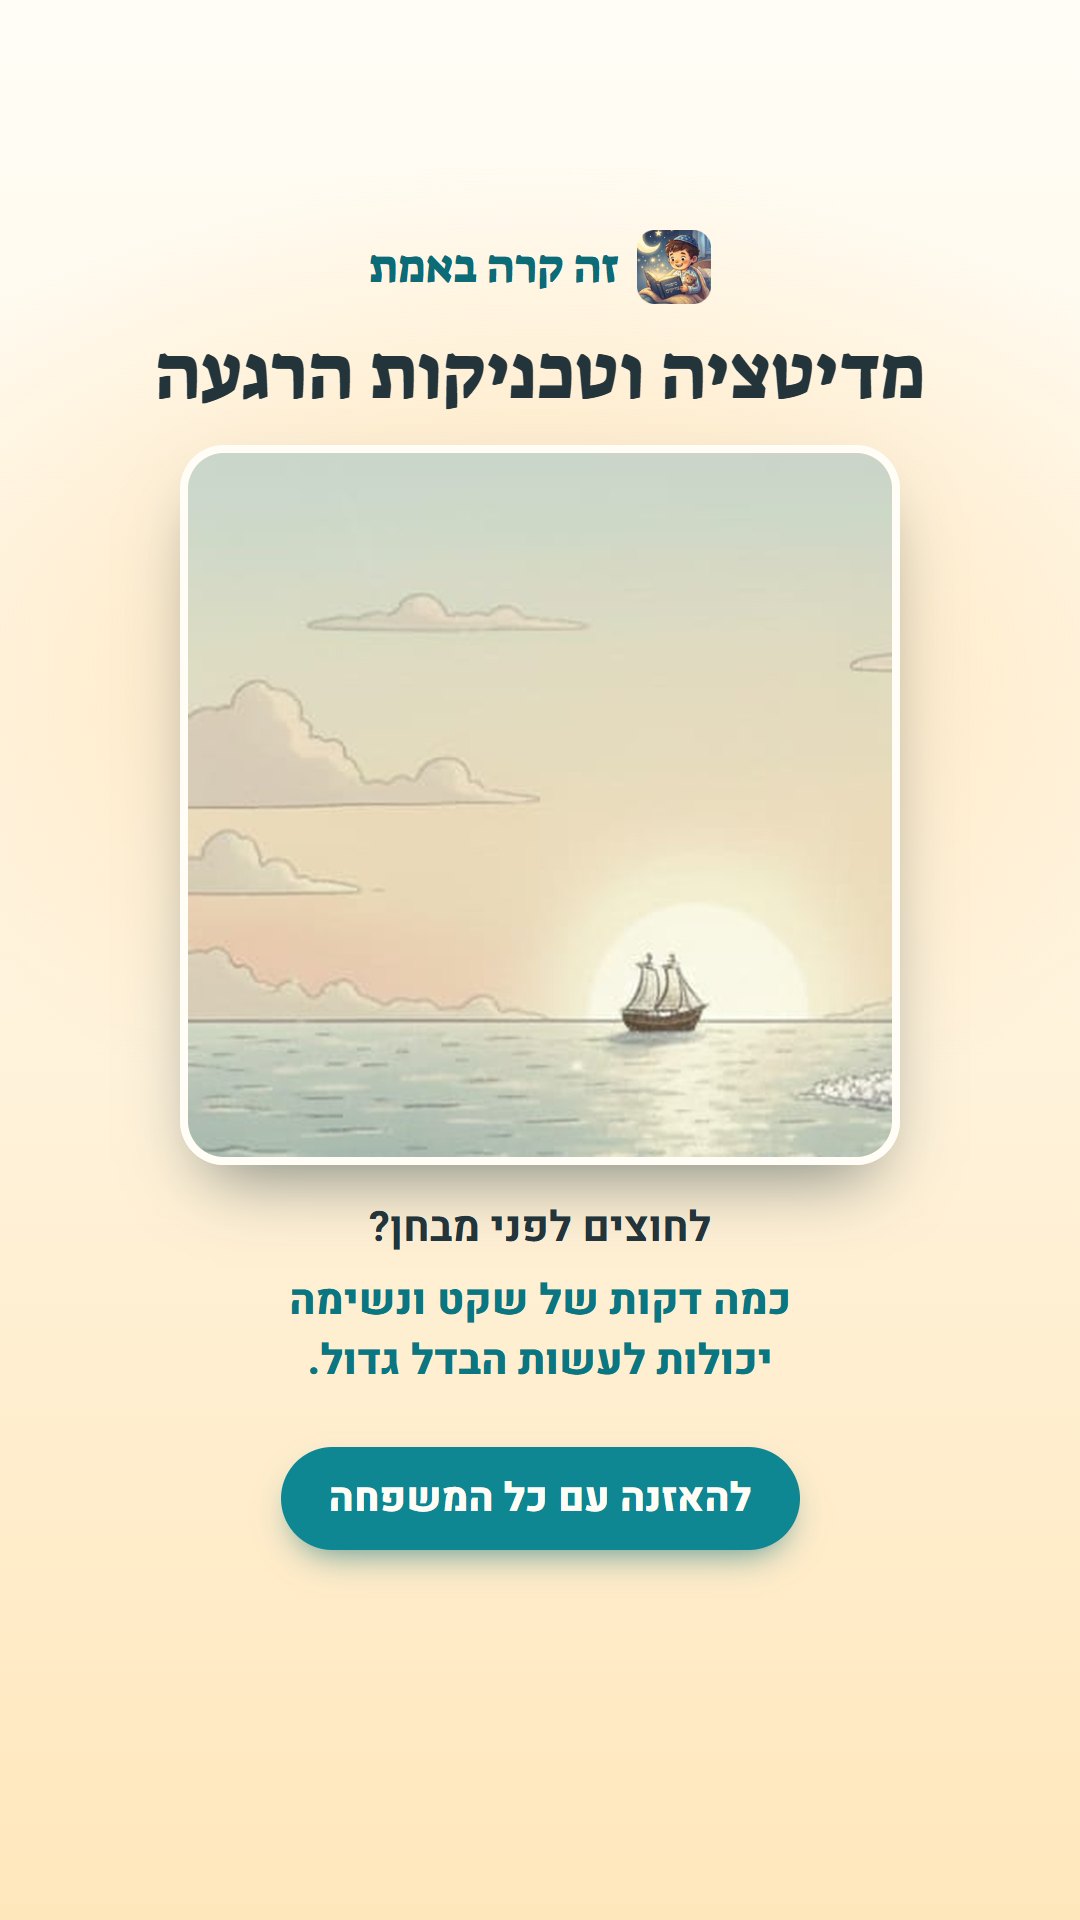 זה קרה באמת
מדיטציה וטכניקות הרגעה
לחוצים לפני מבחן?
כמה דקות של שקט ונשימה
יכולות לעשות הבדל גדול.
להאזנה עם כל המשפחה